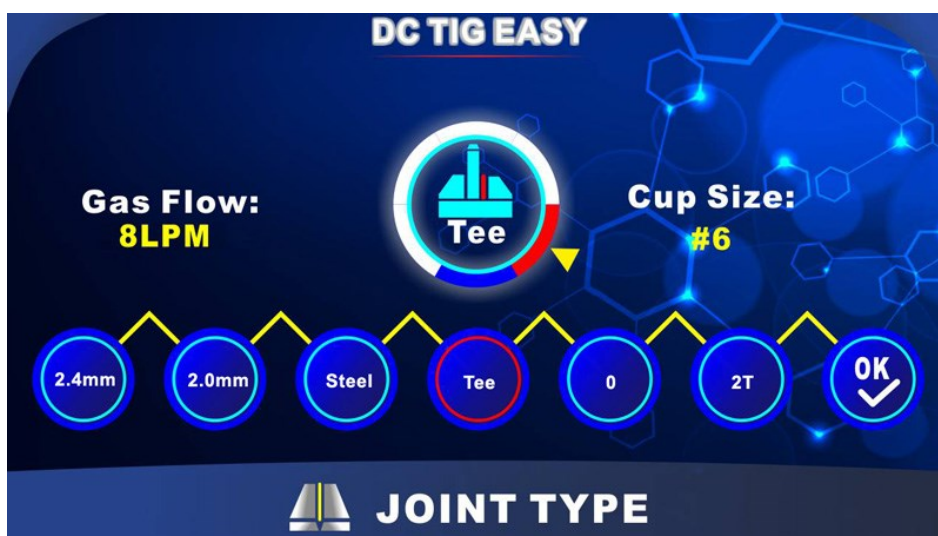 DC TIG EASY
Gas Flow:
8LPM
Tee
Cup Size:
#6
2.4mm
2.0mm
Steel
Tee
0
2T
OK
JOINT TYPE